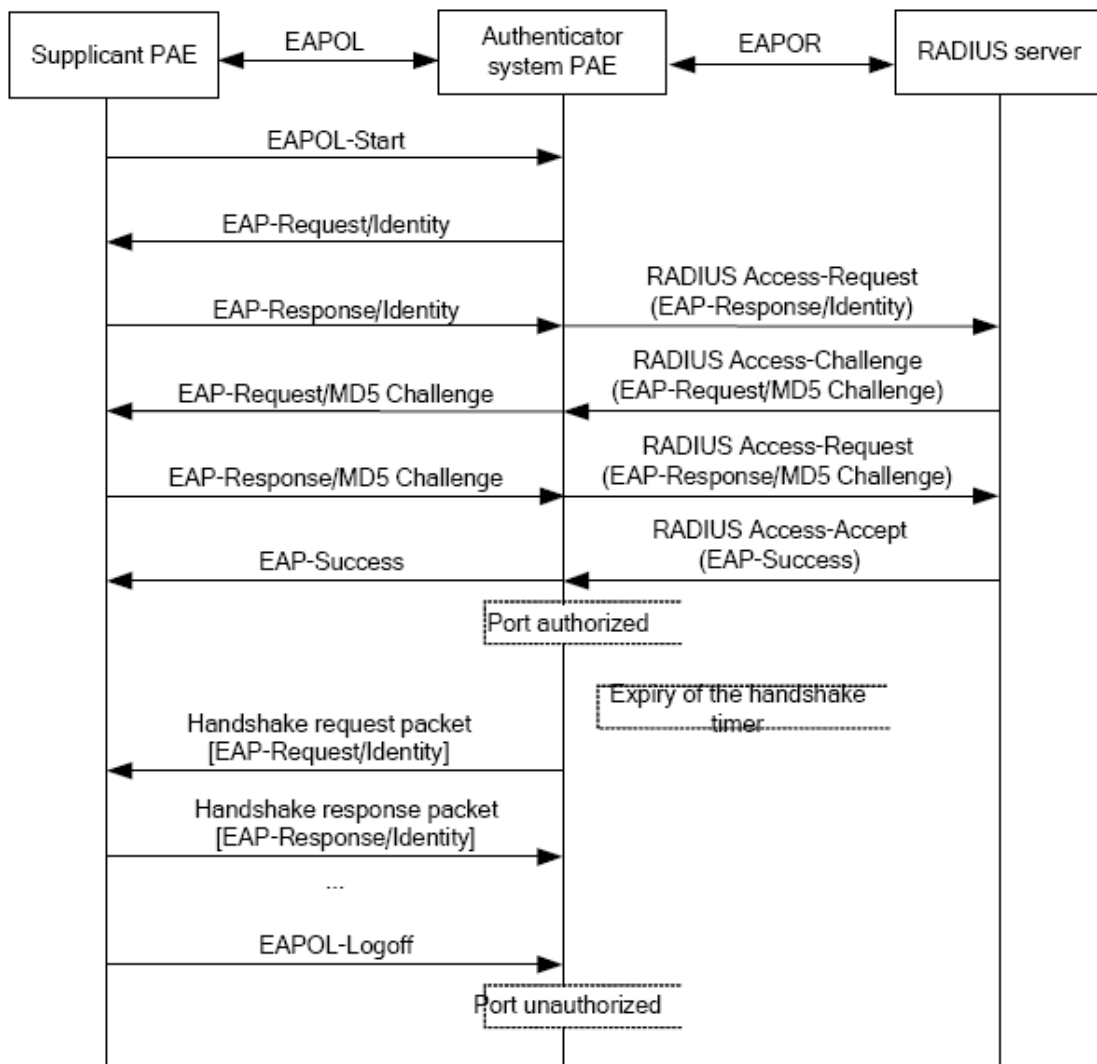 Supplicant PAE
EAPOL
Authenticator
system PAE
EAPOR
RADIUS server
EAPOL-Start
EAP-Request/Identity
EAP-Response/Identity
RADIUS Access-Request
(EAP-Response/Identity)
EAP-Request/MD5 Challenge
RADIUS Access-Challenge
(EAP-Request/MD5 Challenge)
EAP-Response/MD5 Challenge
RADIUS Access-Request
(EAP-Response/MD5 Challenge)
EAP-Success
RADIUS Access-Accept
(EAP-Success)
Port authorized
Expiry of the handshake
timer
Handshake request packet
[EAP-Request/Identity]
Handshake response packet
[EAP-Response/Identity]
...
EAPOL-Logoff
Port unauthorized